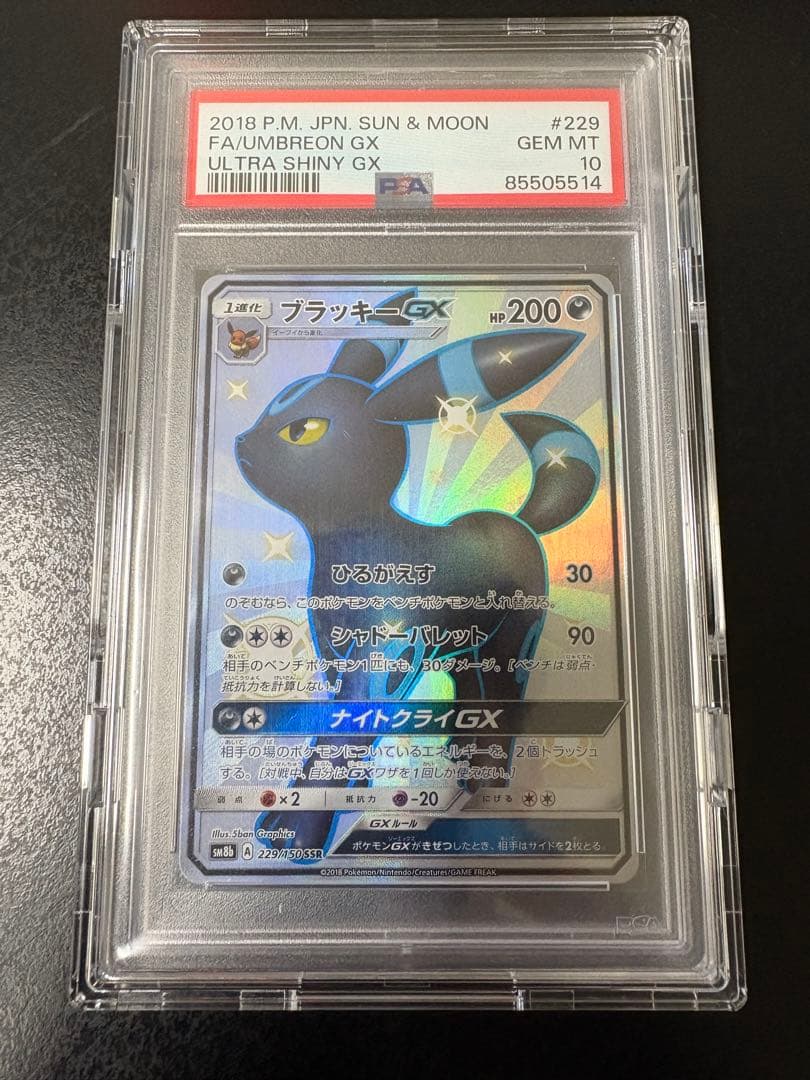 2018 P.M. JPN. SUN & MOON #229
FA/UMBREON GX GEM MT
ULTRA SHINY GX 10
PSA 85505514
1進化 ブラッキーGX HP200
イーブイから進化
ひるがえす 30
のぞむなら、このポケモンをベンチポケモンと入れ替える。
シャドーバレット 90
相手のベンチポケモン1匹にも、30ダメージ。[ベンチは弱点・
抵抗力を計算しない。]
ナイトクライGX
相手の場のポケモンについているエネルギーを、2個トラッシュ
する。[対戦中、自分はGXワザを1回しか使えない。]
弱点 ×2 抵抗力 -20 にげる
GXルール
Illus.5ban Graphics
ポケモンGXがきぜつしたとき、相手はサイドを2枚とる。
SM8b A 229/150 SSR
©2018 Pokémon/Nintendo/Creatures/GAME FREAK
PSA